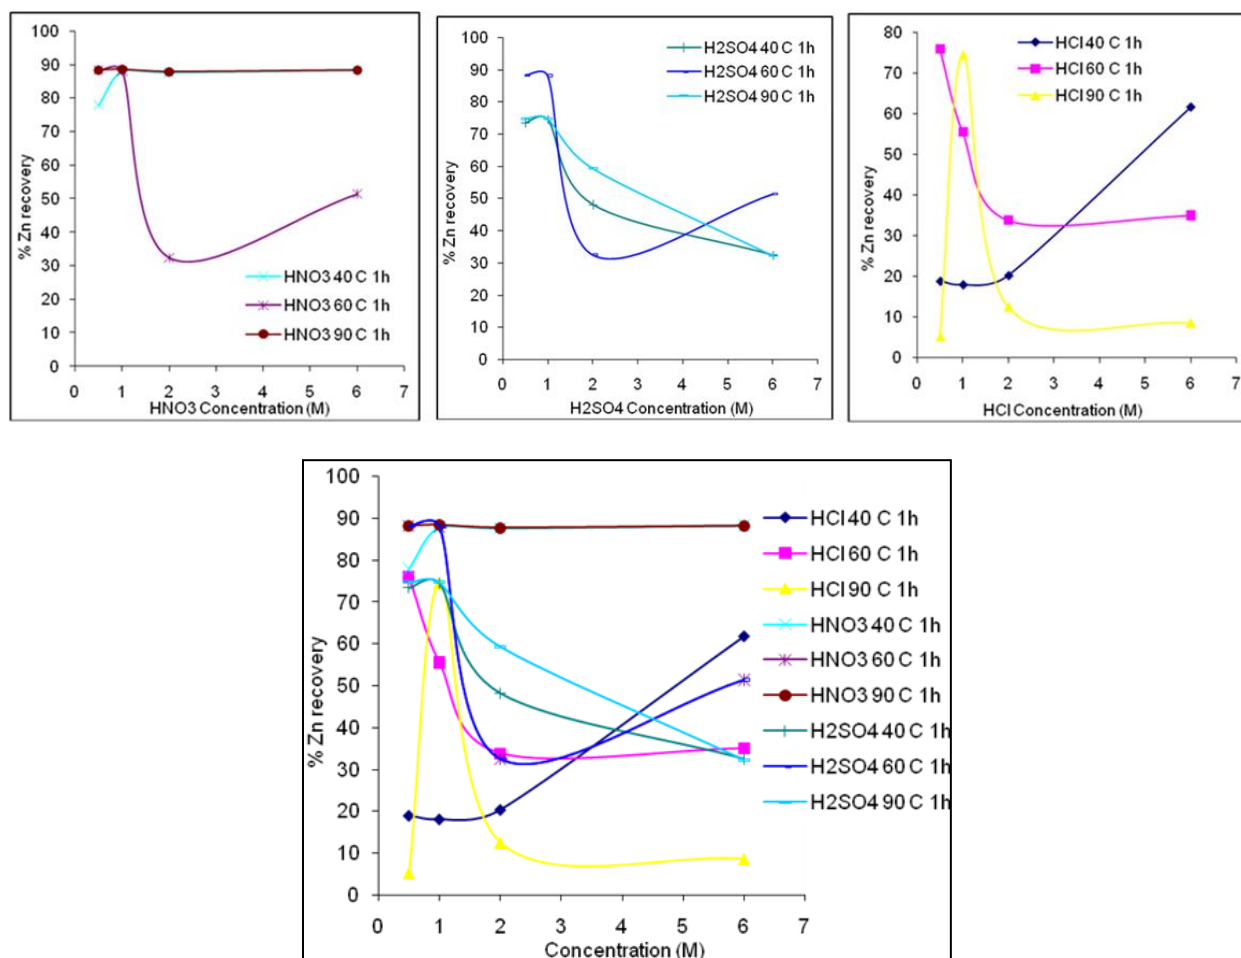 100
90
80
70
60
50
40
30
20
10
0
% Zn recovery
HNO3 40 C 1h
HNO3 60 C 1h
HNO3 90 C 1h
0 1 2 3 4 5 6 7
HNO3 Concentration (M)
100
90
80
70
60
50
40
30
20
10
0
% Zn recovery
H2SO4 40 C 1h
H2SO4 60 C 1h
H2SO4 90 C 1h
0 1 2 3 4 5 6 7
H2SO4 Concentration (M)
80
70
60
50
40
30
20
10
0
% Zn recovery
HCl 40 C 1h
HCl 60 C 1h
HCl 90 C 1h
0 1 2 3 4 5 6 7
HCl Concentration (M)
100
90
80
70
60
50
40
30
20
10
0
% Zn recovery
HCl 40 C 1h
HCl 60 C 1h
HCl 90 C 1h
HNO3 40 C 1h
HNO3 60 C 1h
HNO3 90 C 1h
H2SO4 40 C 1h
H2SO4 60 C 1h
H2SO4 90 C 1h
0 1 2 3 4 5 6 7
Concentration (M)